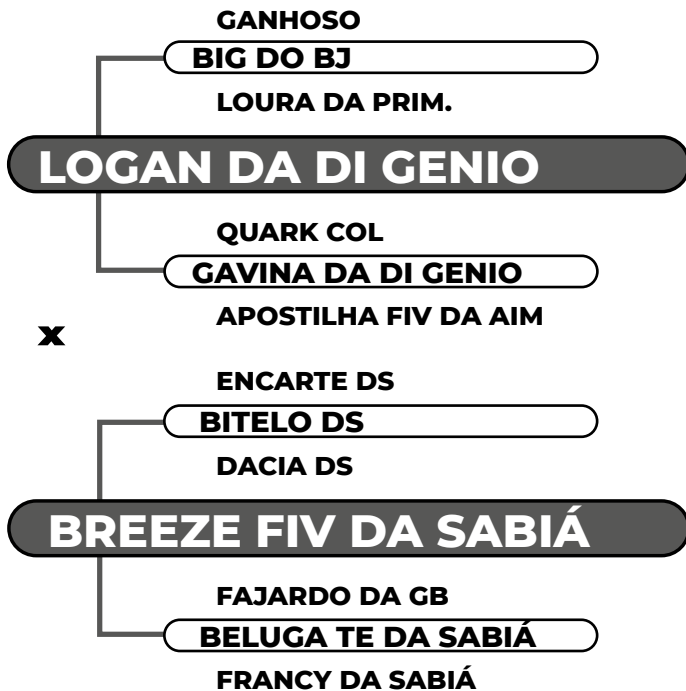 GANHOSO
BIG DO BJ
LOURA DA PRIM.
LOGAN DA DI GENIO
QUARK COL
GAVINA DA DI GENIO
APOSTILHA FIV DA AIM
X
ENCARTE DS
BITELO DS
DACIA DS
BREEZE FIV DA SABIÁ
FAJARDO DA GB
BELUGA TE DA SABIÁ
FRANCY DA SABIÁ